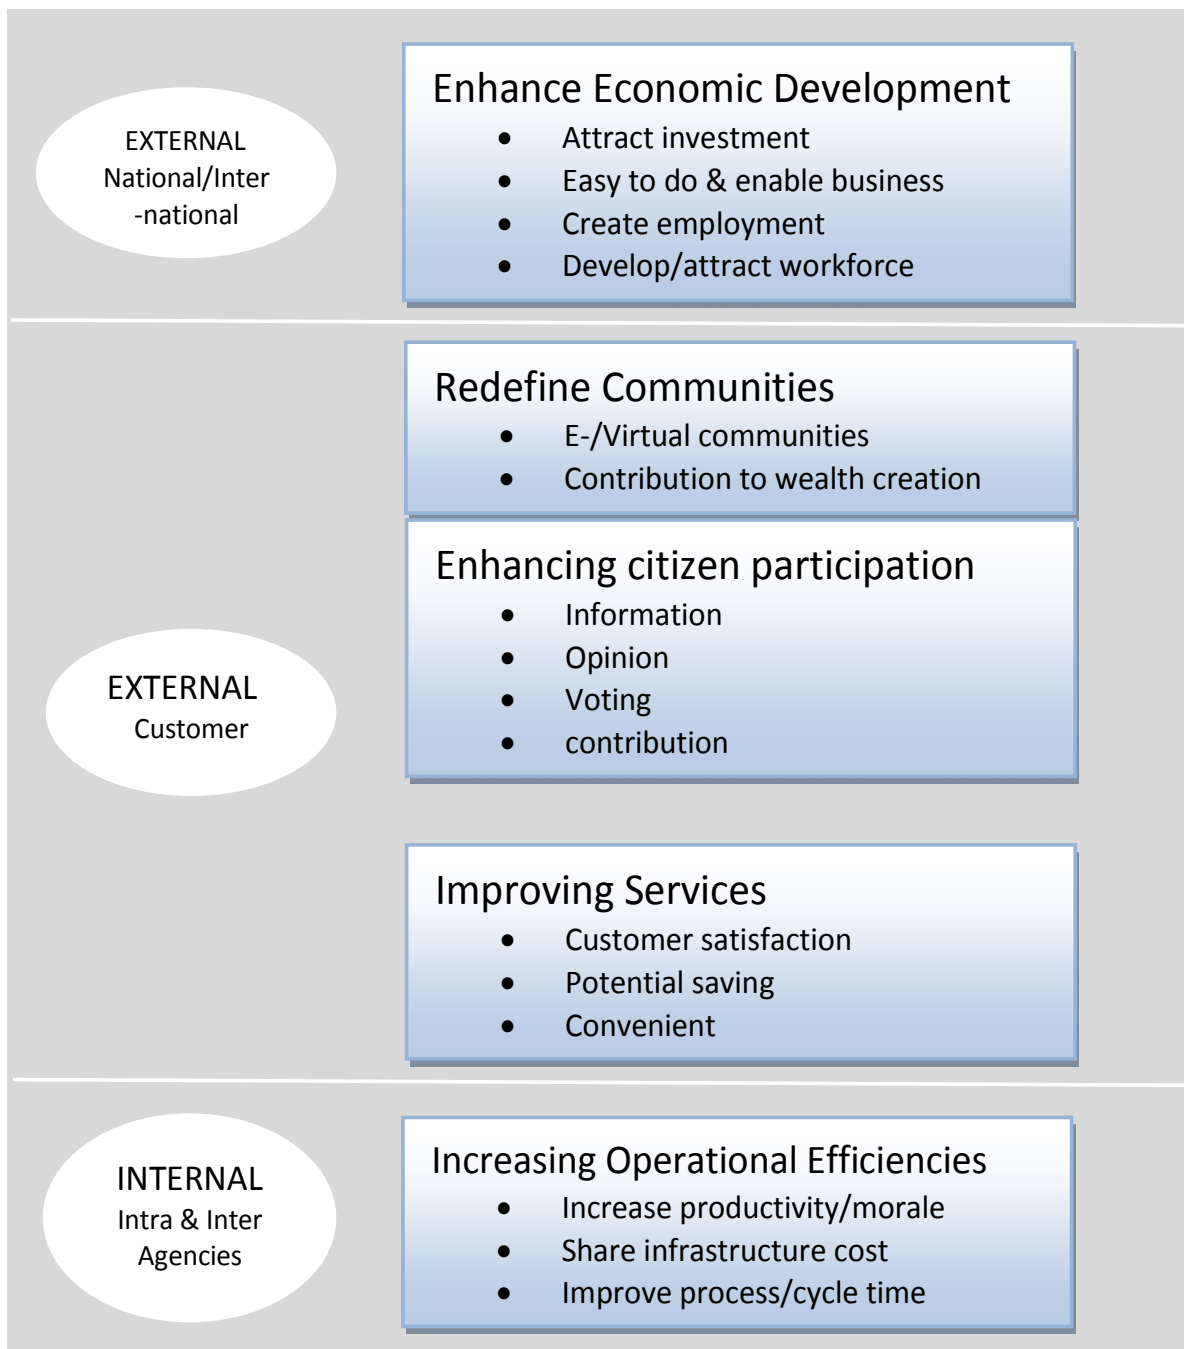 EXTERNAL
National/Inter
-national
Enhance Economic Development
• Attract investment
• Easy to do & enable business
• Create employment
• Develop/attract workforce
EXTERNAL
Customer
Redefine Communities
• E-/Virtual communities
• Contribution to wealth creation
Enhancing citizen participation
• Information
• Opinion
• Voting
• contribution
Improving Services
• Customer satisfaction
• Potential saving
• Convenient
INTERNAL
Intra & Inter
Agencies
Increasing Operational Efficiencies
• Increase productivity/morale
• Share infrastructure cost
• Improve process/cycle time